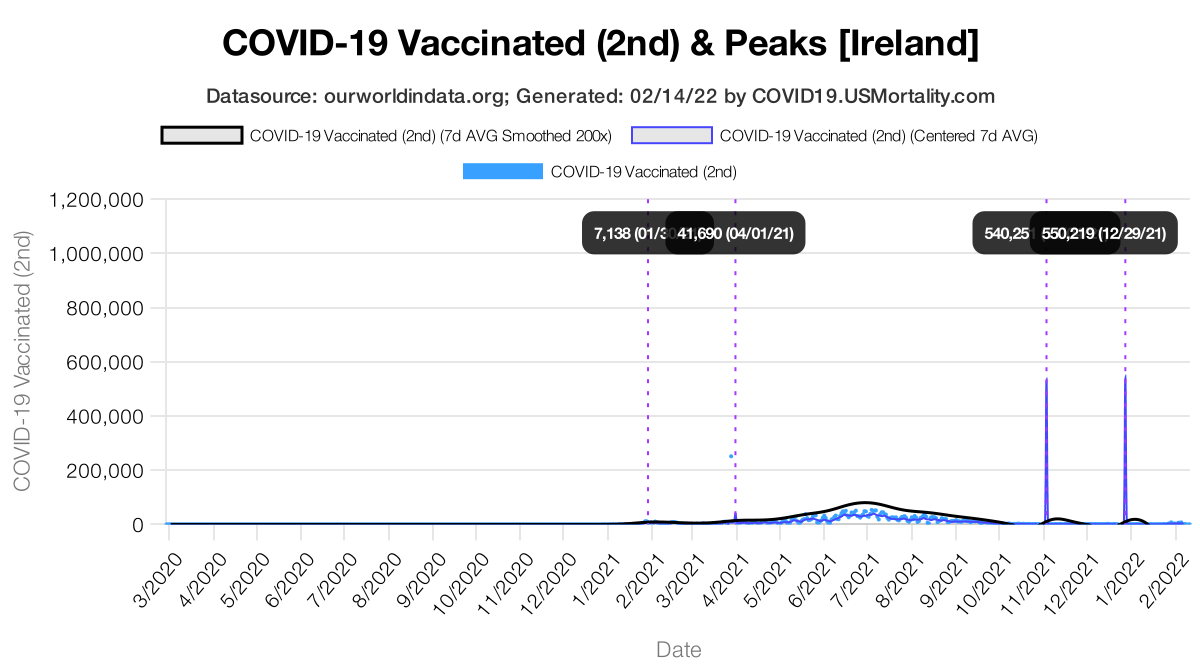 COVID-19 Vaccinated (2nd) & Peaks [Ireland]
Datasource: ourworldindata.org; Generated: 02/14/22 by COVID19.USMortality.com
COVID-19 Vaccinated (2nd) (7d AVG Smoothed 200x) COVID-19 Vaccinated (2nd) (Centered 7d AVG)
COVID-19 Vaccinated (2nd)
COVID-19 Vaccinated (2nd)
1,200,000
1,000,000
800,000
600,000
400,000
200,000
0
7,138 41,690 (04/01/21) 550,219 (12/29/21)
3/2020 4/2020 5/2020 6/2020 7/2020 8/2020 9/2020 10/2020 11/2020 12/2020 1/2021 2/2021 3/2021 4/2021 5/2021 6/2021 7/2021 8/2021 9/2021 10/2021 11/2021 12/2021 1/2022 2/2022
Date